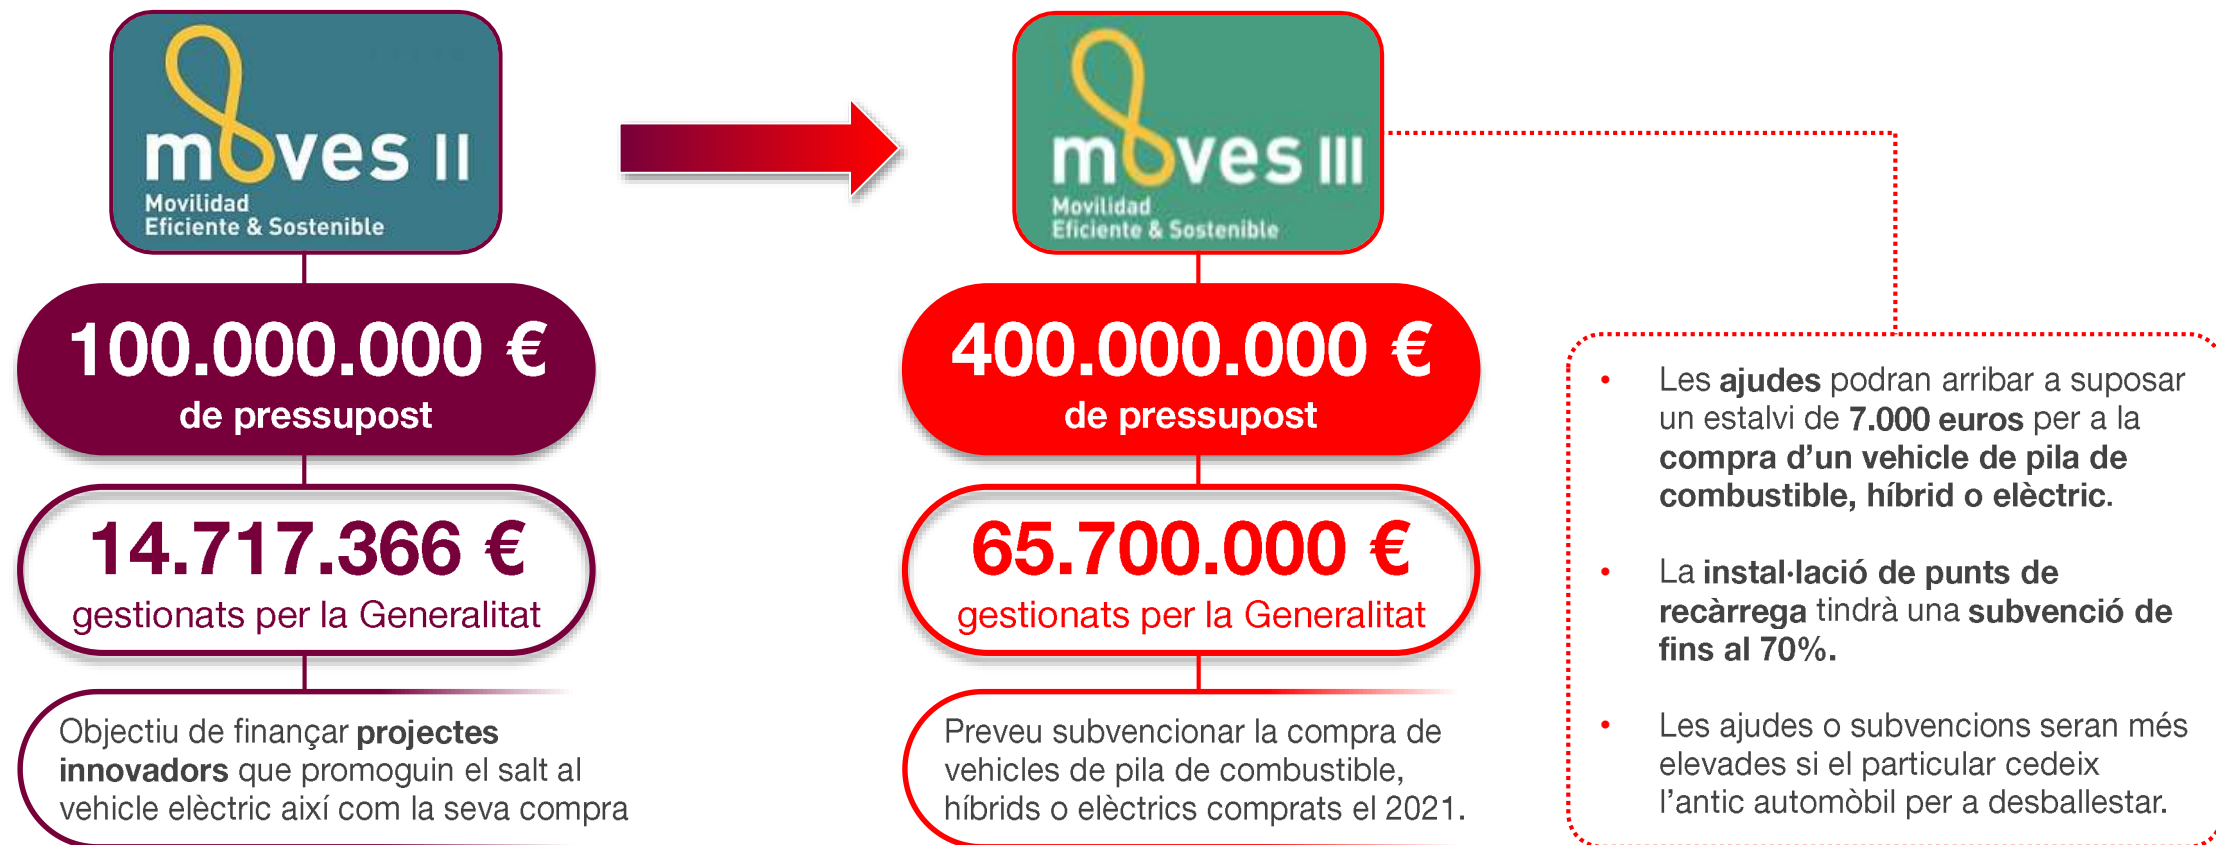 moves II
Movilidad
Eficiente & Sostenible
100.000.000 €
de pressupost
14.717.366 €
gestionats per la Generalitat
Objectiu de finançar projectes
innovadors que promoguin el salt al
vehicle elèctric així com la seva compra
moves III
Movilidad
Eficiente & Sostenible
400.000.000 €
de pressupost
65.700.000 €
gestionats per la Generalitat
Preveu subvencionar la compra de
vehicles de pila de combustible,
híbrids o elèctrics comprats el 2021.
• Les ajudes podran arribar a suposar
un estalvi de 7.000 euros per a la
compra d’un vehicle de pila de
combustible, híbrid o elèctric.
• La instal·lació de punts de
recàrrega tindrà una subvenció de
fins al 70%.
• Les ajudes o subvencions seran més
elevades si el particular cedeix
l’antic automòbil per a desballestar.